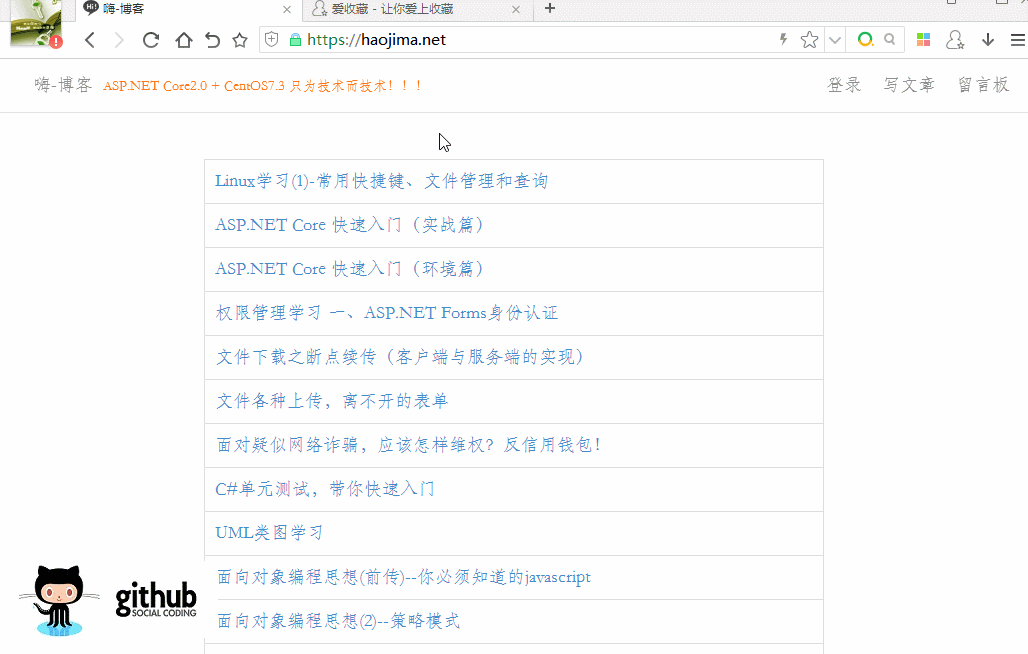 Hi! 嗨-博客
爱收藏 - 让你爱上收藏
https://haojima.net
嗨-博客 ASP.NET Core2.0 + CentOS7.3 只为技术而技术！！！
登录 写文章 留言板
Linux学习(1)-常用快捷键、文件管理和查询
ASP.NET Core 快速入门（实战篇）
ASP.NET Core 快速入门（环境篇）
权限管理学习 一、ASP.NET Forms身份认证
文件下载之断点续传（客户端与服务端的实现）
文件各种上传，离不开的表单
面对疑似网络诈骗，应该怎样维权？反信用钱包！
C#单元测试，带你快速入门
UML类图学习
面向对象编程思想(前传)--你必须知道的javascript
面向对象编程思想(2)--策略模式
github
SOCIAL CODING